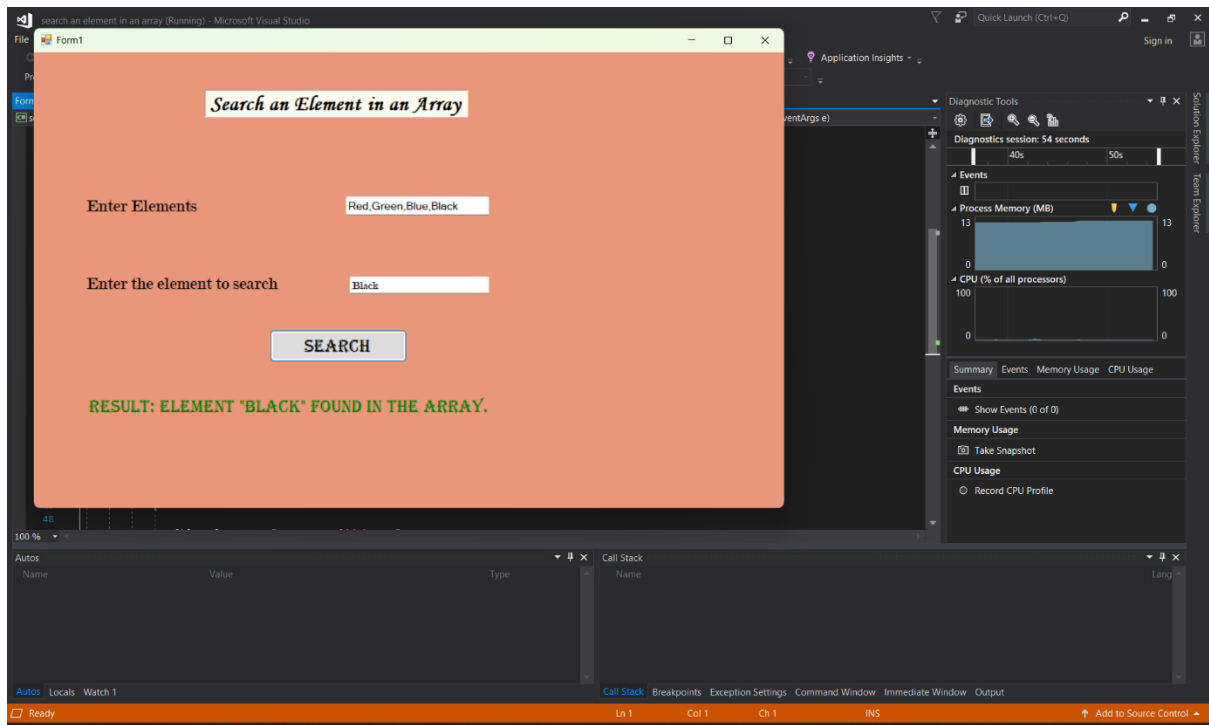 search an element in an array (Running) - Microsoft Visual Studio
Quick Launch (Ctrl+Q)
File
Form1
Sign in
Application Insights
Form
ventArgs e)
Search an Element in an Array
Enter Elements
Red,Green,Blue,Black
Enter the element to search
Black
SEARCH
RESULT: ELEMENT "BLACK" FOUND IN THE ARRAY.
48
100 %
Diagnostic Tools
Diagnostics session: 54 seconds
40s 50s
Events
Process Memory (MB)
13 13
0 0
CPU (% of all processors)
100 100
0 0
Summary Events Memory Usage CPU Usage
Events
Show Events (0 of 0)
Memory Usage
Take Snapshot
CPU Usage
Record CPU Profile
Solution Explorer
Team Explorer
Autos
Name Value Type
Autos Locals Watch 1
Call Stack
Name Lang
Call Stack Breakpoints Exception Settings Command Window Immediate Window Output
Ready Ln 1 Col 1 Ch 1 INS Add to Source Control